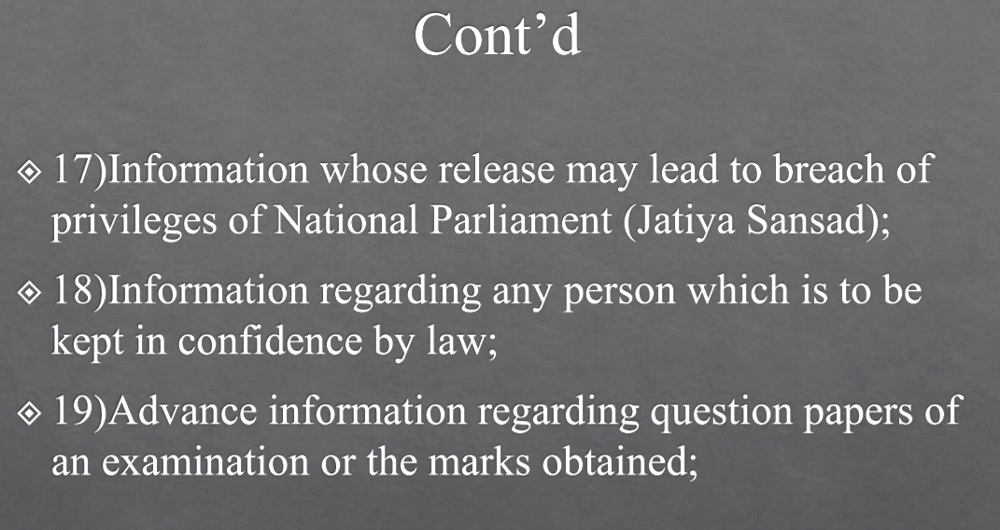 Cont’d
17)Information whose release may lead to breach of
privileges of National Parliament (Jatiya Sansad);
18)Information regarding any person which is to be
kept in confidence by law;
19)Advance information regarding question papers of
an examination or the marks obtained;